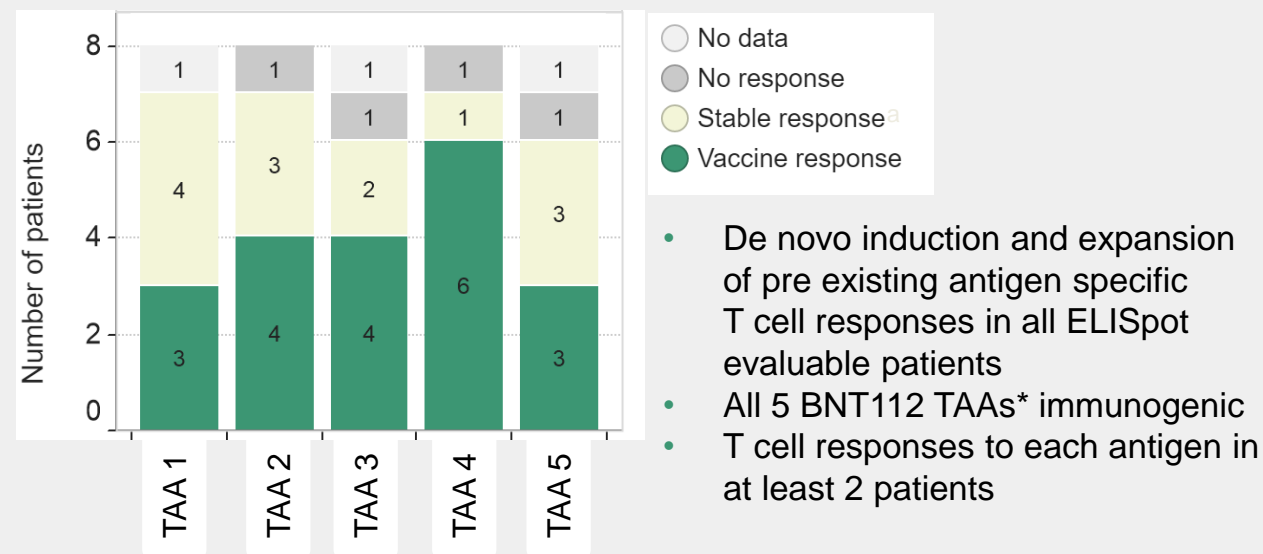 Number of patients
8
6
4
2
0
1
4
3
1
3
4
1
1
2
4
1
1
6
1
1
3
3
TAA 1
TAA 2
TAA 3
TAA 4
TAA 5
No data
No response
Stable response a
Vaccine response
• De novo induction and expansion
of pre existing antigen specific
T cell responses in all ELISpot
evaluable patients
• All 5 BNT112 TAAs* immunogenic
• T cell responses to each antigen in
at least 2 patients